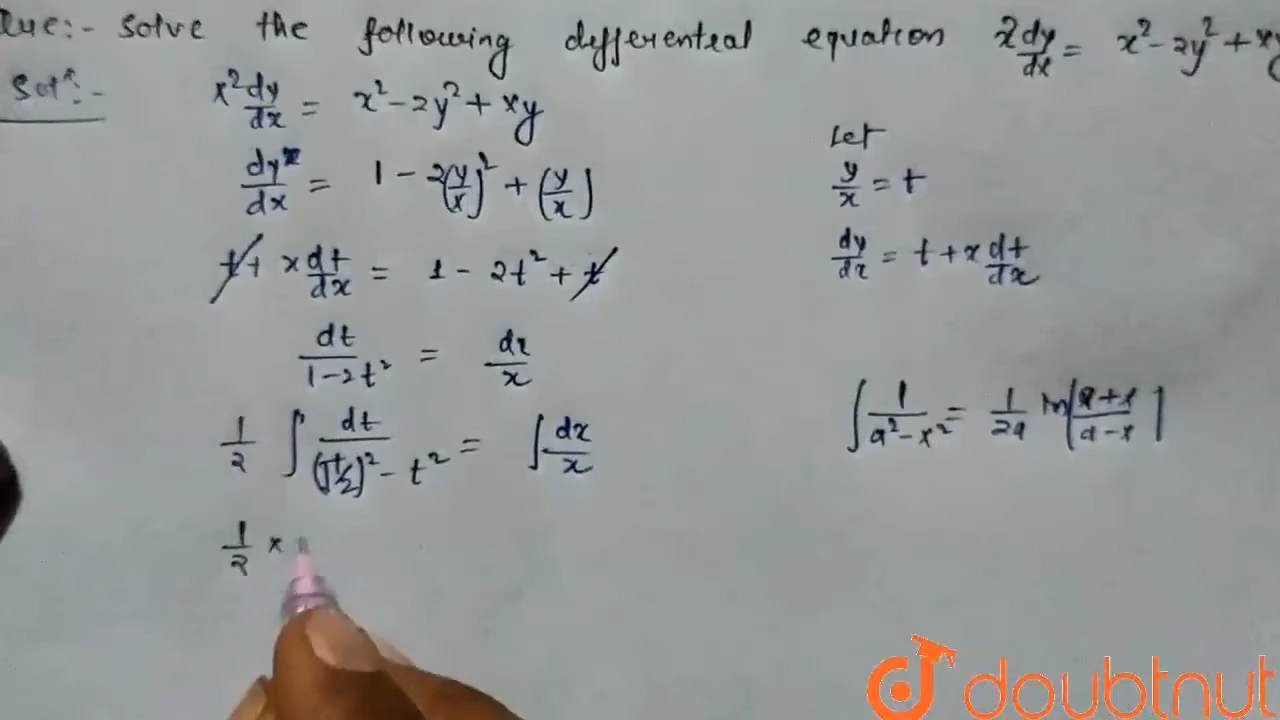 Que:- Solve the following differential equation x²dy/dx = x² - 2y² + xy
Solⁿ:-
x² dy/dx = x² - 2y² + xy
dy/dx = 1 - 2(y/x)² + (y/x)
t + x dt/dx = 1 - 2t² + t
dt/(1-2t²) = dx/x
1/2 ∫ dt/((√1/2)² - t²) = ∫ dx/x
1/2 ×
Let
y/x = t
dy/dx = t + x dt/dx
∫ 1/(a² - x²) = 1/2a ln|(a+x)/(a-x)|
doubtnut